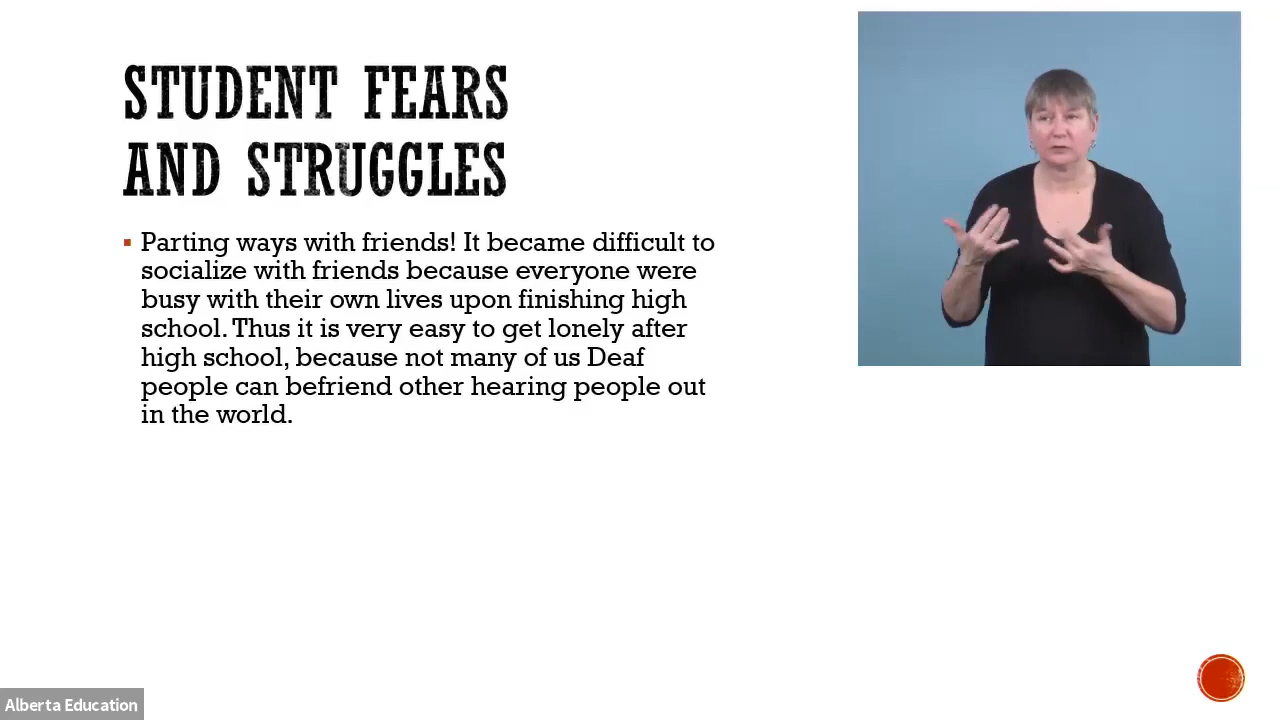 STUDENT FEARS
AND STRUGGLES
▪ Parting ways with friends! It became difficult to
socialize with friends because everyone were
busy with their own lives upon finishing high
school. Thus it is very easy to get lonely after
high school, because not many of us Deaf
people can befriend other hearing people out
in the world.
Alberta Education